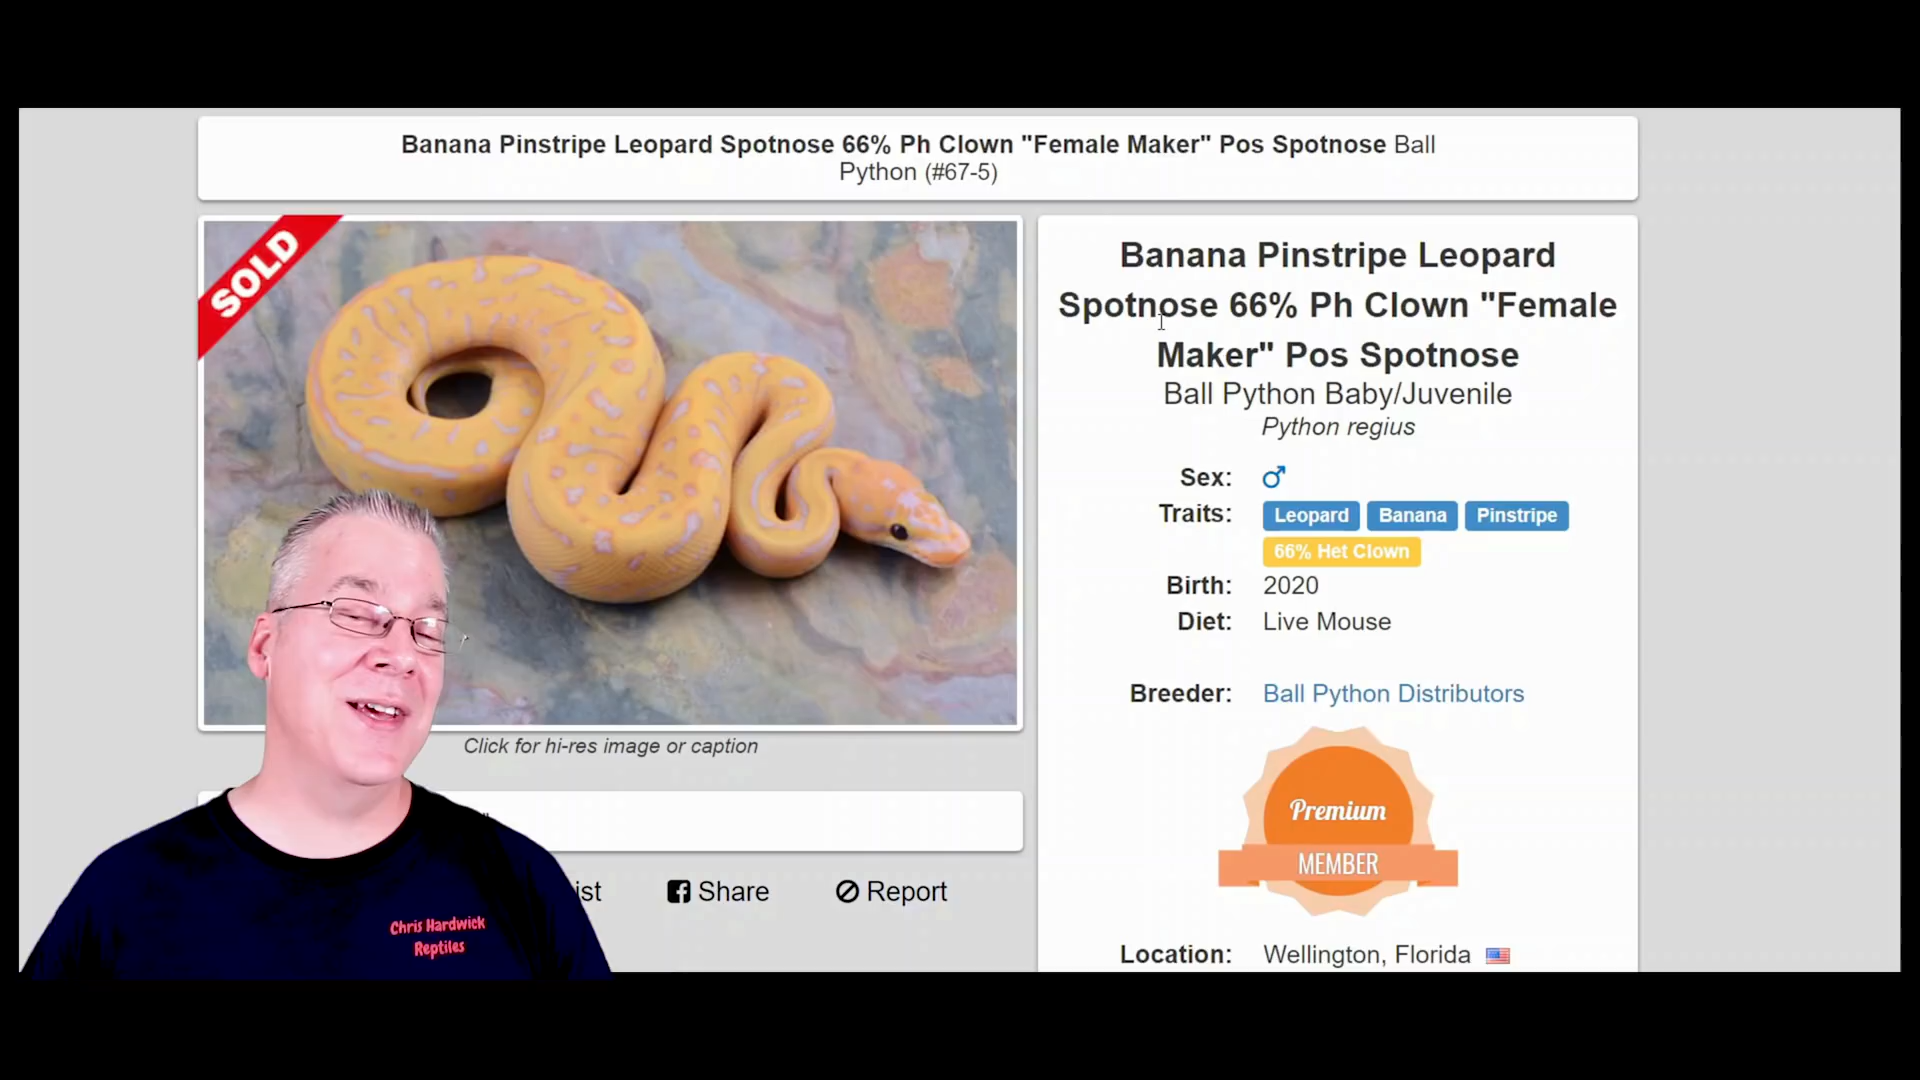 Banana Pinstripe Leopard Spotnose 66% Ph Clown "Female Maker" Pos Spotnose Ball
Python (#67-5)
SOLD
Click for hi-res image or caption
ist
Share
Report
Banana Pinstripe Leopard
Spotnose 66% Ph Clown "Female
Maker" Pos Spotnose
Ball Python Baby/Juvenile
Python regius
Sex: ♂
Traits: Leopard Banana Pinstripe
66% Het Clown
Birth: 2020
Diet: Live Mouse
Breeder: Ball Python Distributors
Premium
MEMBER
Location: Wellington, Florida
Chris Hardwick
Reptiles